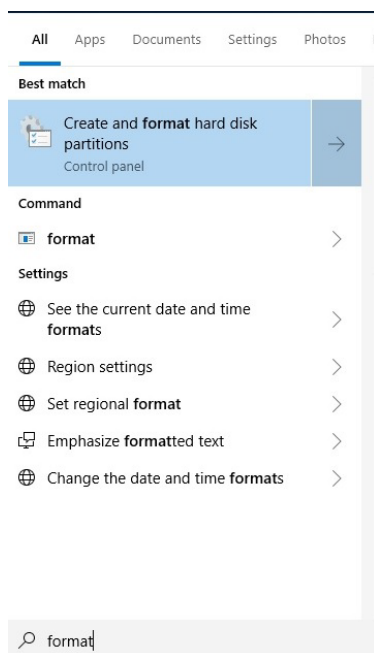 All Apps Documents Settings Photos
Best match
Create and format hard disk
partitions
Control panel
Command
format
Settings
See the current date and time
formats
Region settings
Set regional format
Emphasize formatted text
Change the date and time formats
format